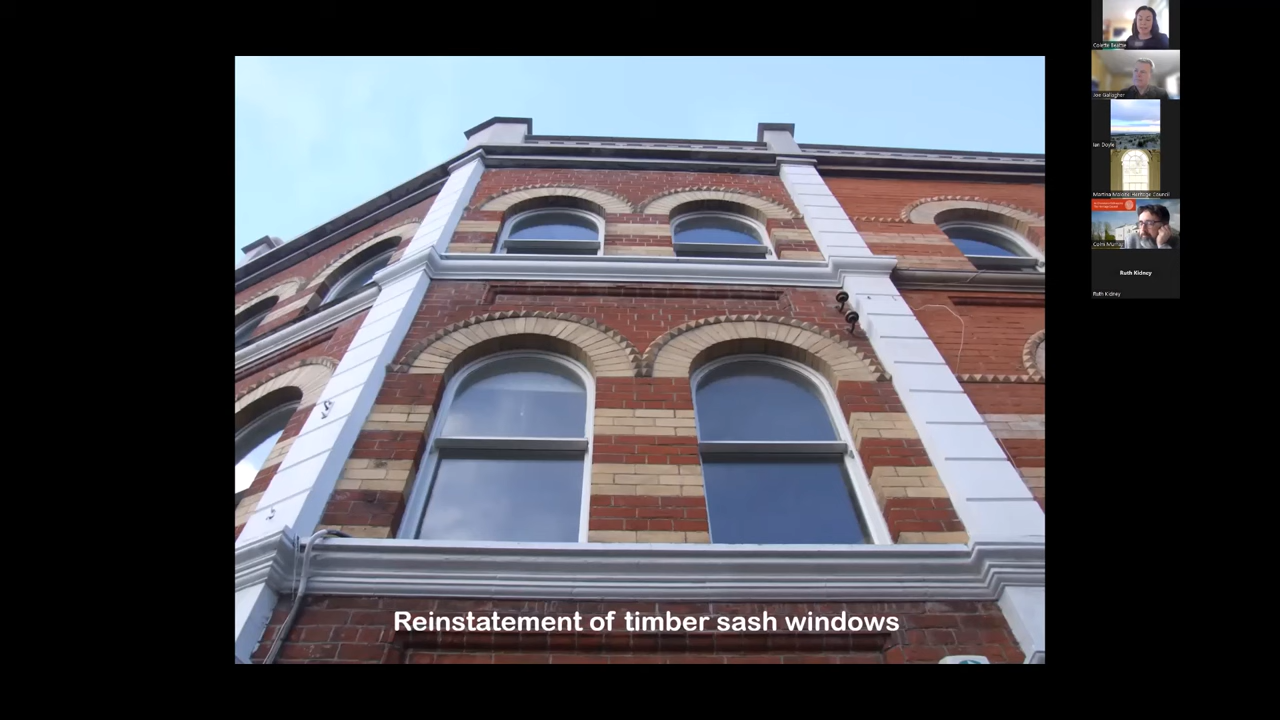 Colette Beattie
Joe Gallagher
Ian Doyle
Martina Malone Heritage Council
Colm Murray
Ruth Kidney
Ruth Kidney
Reinstatement of timber sash windows